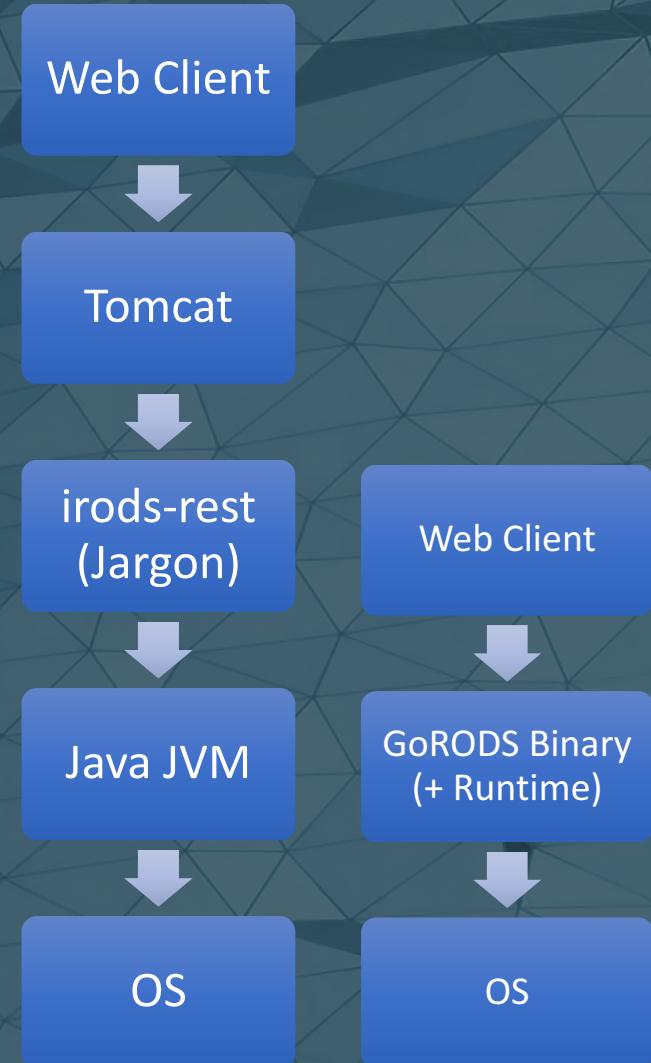 Web Client
Tomcat
irods-rest
(Jargon)
Java JVM
OS
Web Client
GoRODS Binary
(+ Runtime)
OS